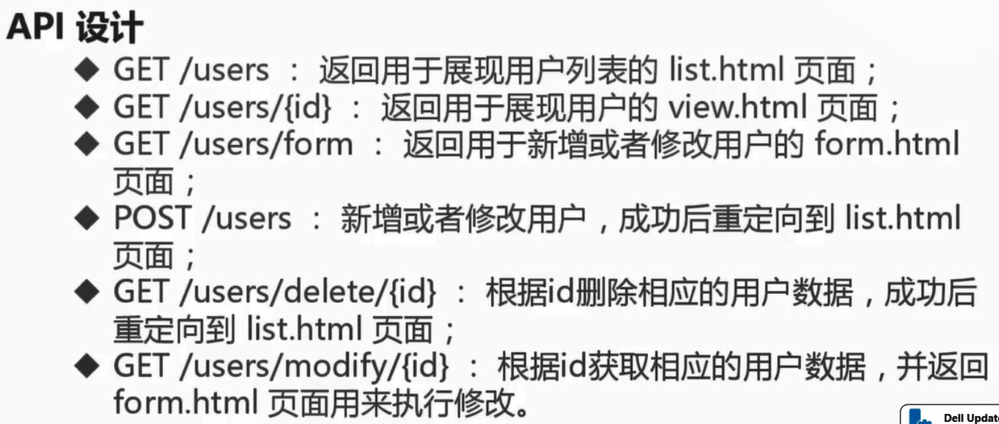 API 设计
◆ GET /users ： 返回用于展现用户列表的 list.html 页面；
◆ GET /users/{id} ： 返回用于展现用户的 view.html 页面；
◆ GET /users/form ： 返回用于新增或者修改用户的 form.html
页面；
◆ POST /users ： 新增或者修改用户，成功后重定向到 list.html
页面；
◆ GET /users/delete/{id} ： 根据id删除相应的用户数据，成功后
重定向到 list.html 页面；
◆ GET /users/modify/{id} ： 根据id获取相应的用户数据，并返回
form.html 页面用来执行修改。
Dell Update